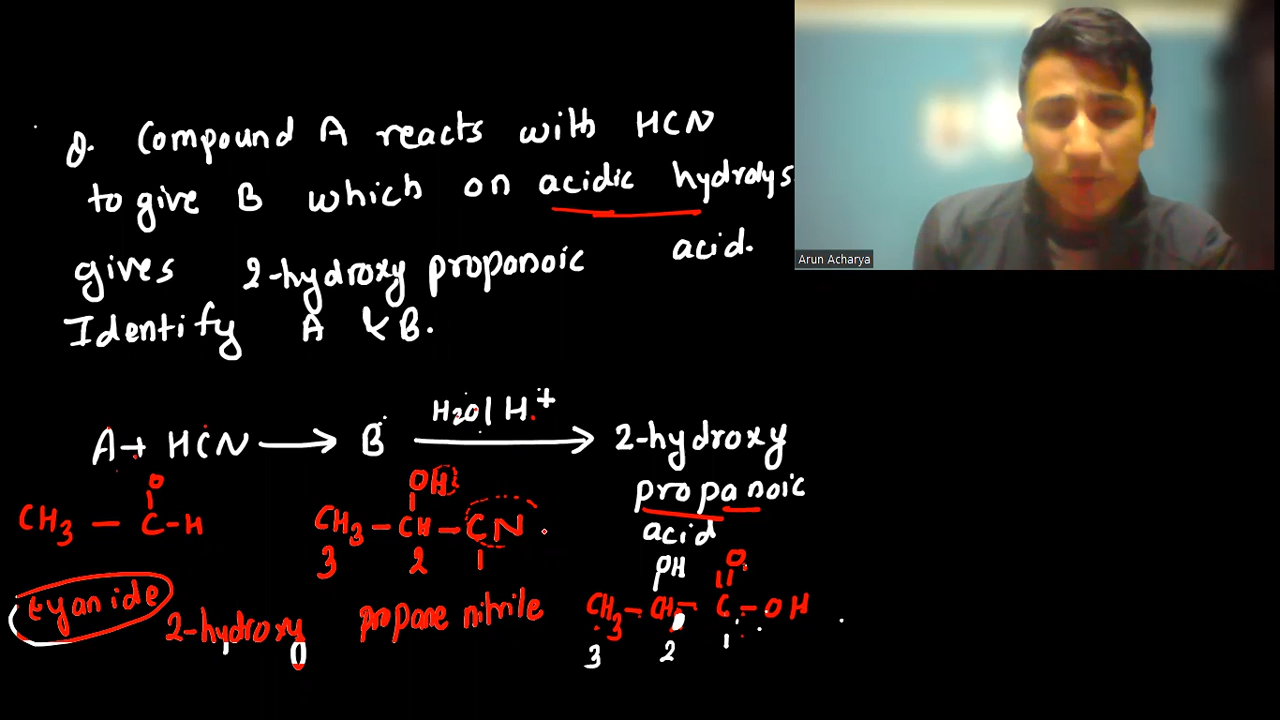 Q. Compound A reacts with HCN
to give B which on acidic hydrolys
gives 2-hydroxy propanoic acid.
Identify A & B.
A + HCN → B H2O/H+ → 2-hydroxy
propanoic
acid
O
CH3 - C - H
OH
CH3 - CH - CN
3 2 1
OH O
CH3 - CH - C - OH
3 2 1
cyanide
2-hydroxy propane nitrile
Arun Acharya